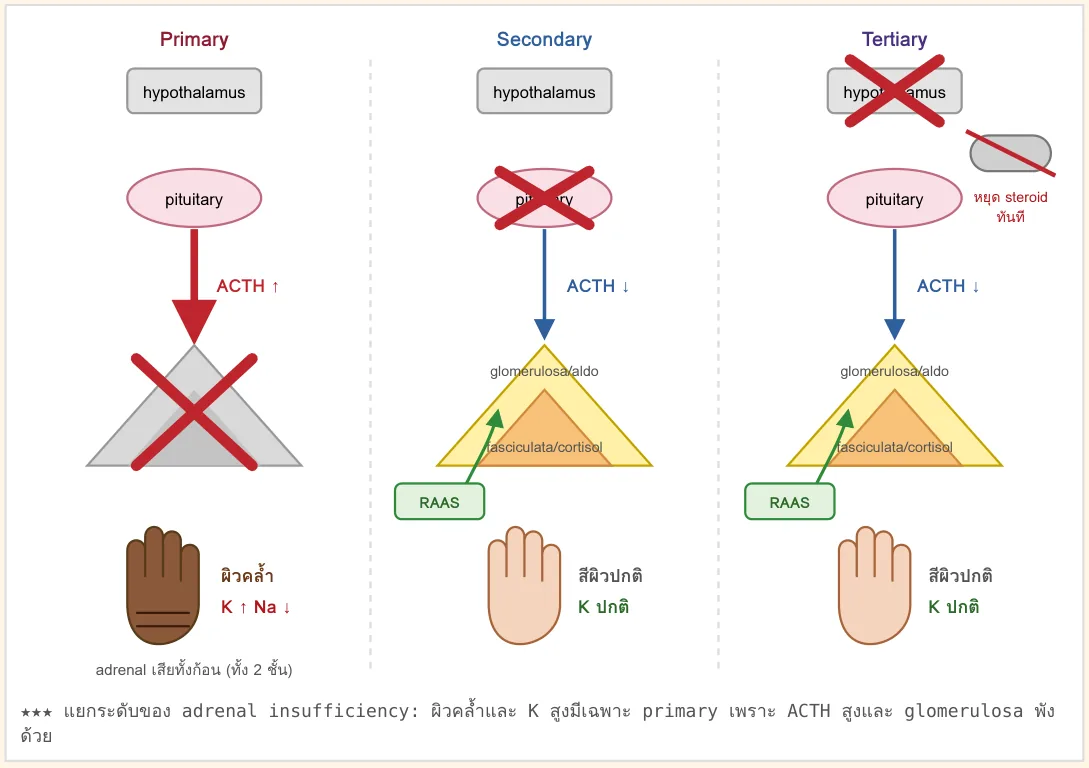 Primary
hypothalamus
pituitary
ACTH ↑
ผิวคล้ำ
K ↑ Na ↓
adrenal เสียทั้งก้อน (ทั้ง 2 ชั้น)
Secondary
hypothalamus
pituitary
ACTH ↓
glomerulosa/aldo
fasciculata/cortisol
RAAS
สีผิวปกติ
K ปกติ
Tertiary
hypothalamus
หยุด steroid
ทันที
pituitary
ACTH ↓
glomerulosa/aldo
fasciculata/cortisol
RAAS
สีผิวปกติ
K ปกติ
★★★ แยกระดับของ adrenal insufficiency: ผิวคล้ำและ K สูงมีเฉพาะ primary เพราะ ACTH สูงและ glomerulosa พัง
ด้วย